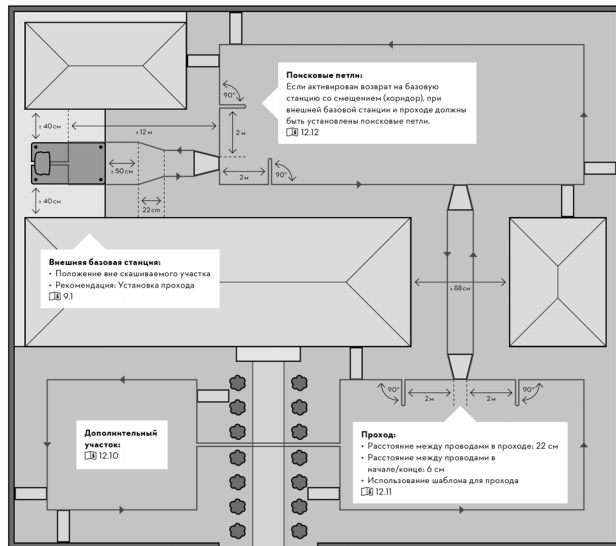 90°
Поисковые петли:
Если активирован возврат на базовую
станцию со смещением (коридор), при
внешней базовой станции и проходе должны
быть установлены поисковые петли.
12.12
≥ 40 см
≥ 12 м
2 м
≥ 50 см
2 м
90°
22 cm
≥ 40 см
Внешняя базовая станция:
• Положение вне скашиваемого участка
• Рекомендация: Установка прохода
9.1
≥ 88 см
90°
2 м
2 м
90°
Дополнительный
участок:
12.10
Проход:
• Расстояние между проводами в проходе: 22 см
• Расстояние между проводами в
начале/конце: 6 см
• Использование шаблона для прохода
12.11